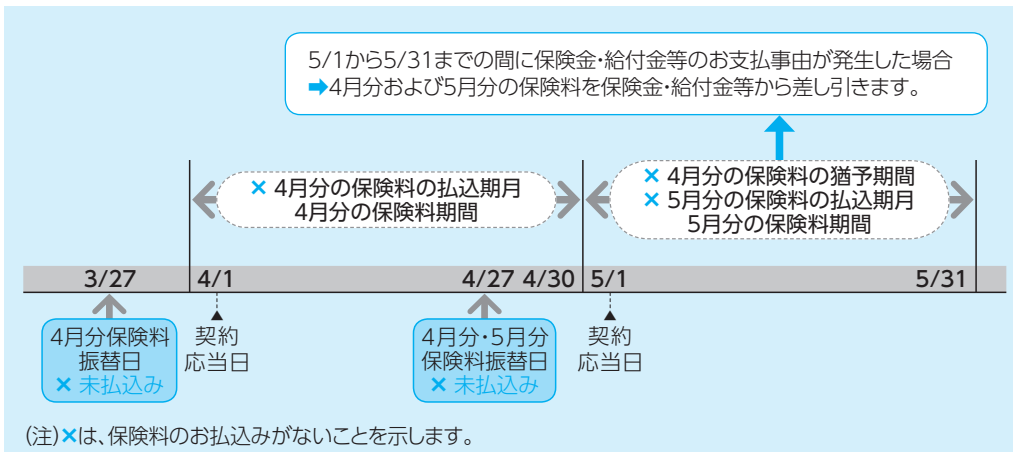 5/1から5/31までの間に保険金・給付金等のお支払事由が発生した場合
➡4月分および5月分の保険料を保険金・給付金等から差し引きます。
× 4月分の保険料の払込期月
4月分の保険料期間
× 4月分の保険料の猶予期間
× 5月分の保険料の払込期月
5月分の保険料期間
3/27 4/1 4/27 4/30 5/1 5/31
4月分保険料
振替日
× 未払込み
契約
応当日
4月分・5月分
保険料振替日
× 未払込み
契約
応当日
(注)×は、保険料のお払込みがないことを示します。